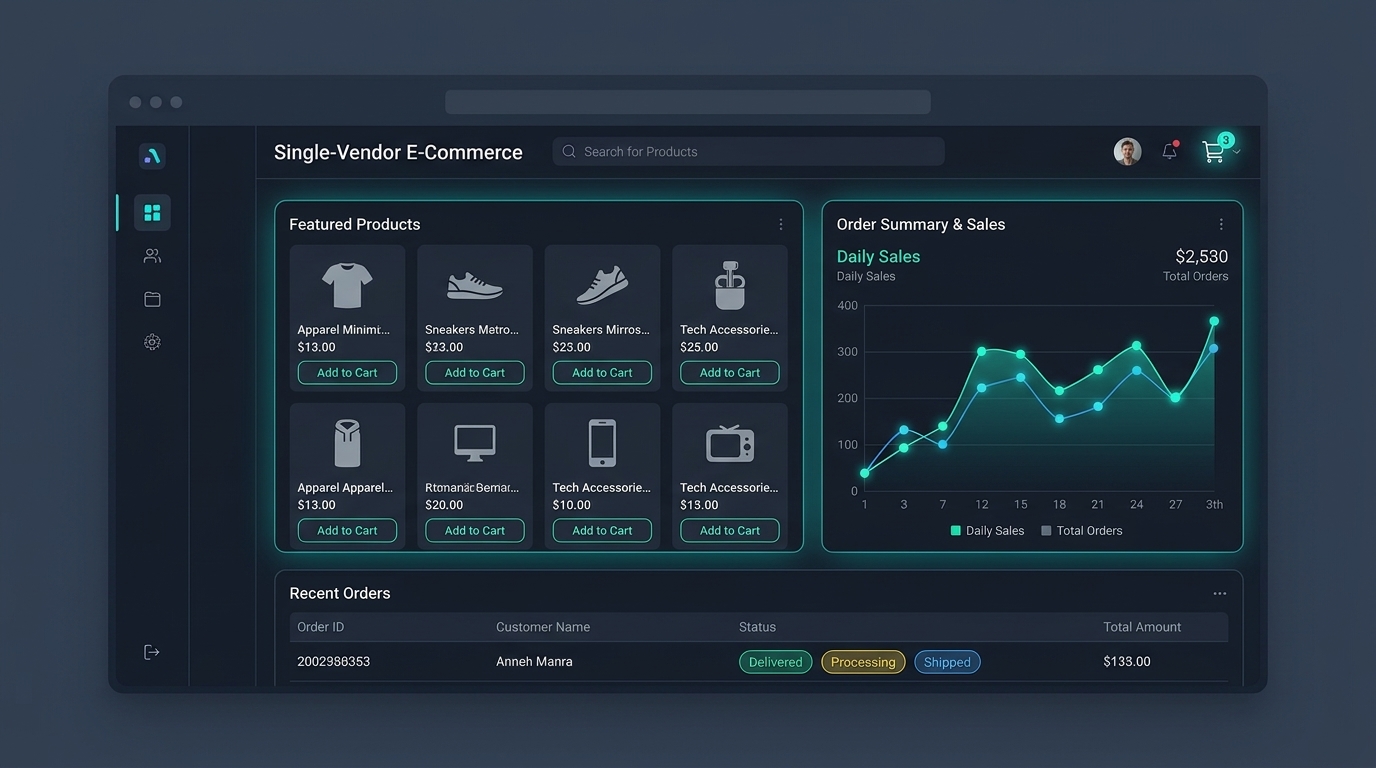 Single-Vendor E-Commerce
Search for Products
3
Featured Products
Apparel Minimt...
$13.00
Add to Cart
Sneakers Matro...
$23.00
Add to Cart
Sneakers Mirros...
$23.00
Add to Cart
Tech Accessorie...
$25.00
Add to Cart
Apparel Apparel...
$13.00
Add to Cart
$20.00
Add to Cart
Tech Accessorie...
$10.00
Add to Cart
Tech Accessorie...
$13.00
Add to Cart
Order Summary & Sales
Daily Sales
$2,530
Daily Sales
Total Orders
400
300
200
100
0
1 3 7 12 15 18 21 24 27 3th
Daily Sales Total Orders
Recent Orders
Order ID Customer Name Status Total Amount
2002988353 Anneh Manra Delivered Processing Shipped $133.00